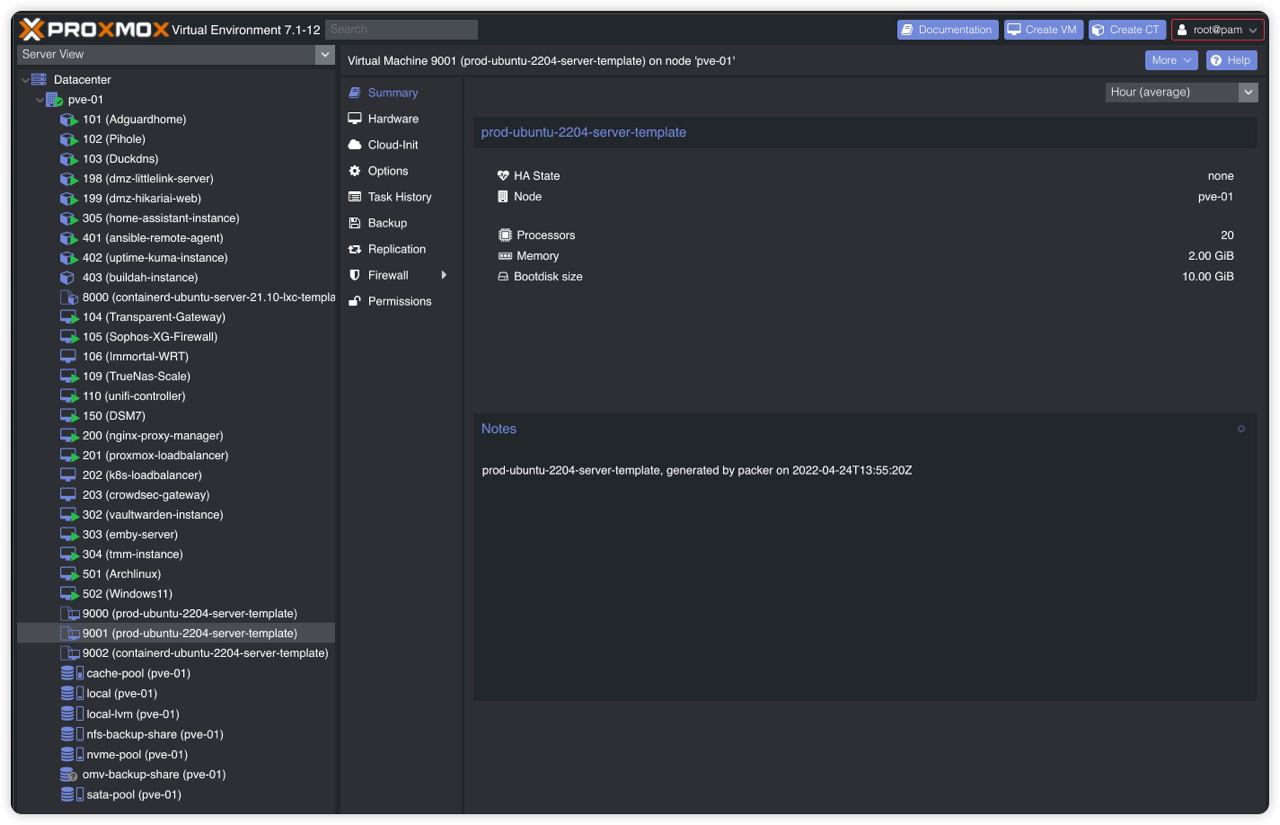 PROXMOX Virtual Environment 7.1-12 Search Documentation Create VM Create CT root@pam
Server View
Virtual Machine 9001 (prod-ubuntu-2204-server-template) on node 'pve-01' More Help
Datacenter
pve-01
101 (Adguardhome)
102 (Pihole)
103 (Duckdns)
198 (dmz-littlelink-server)
199 (dmz-hikariai-web)
305 (home-assistant-instance)
401 (ansible-remote-agent)
402 (uptime-kuma-instance)
403 (buildah-instance)
8000 (containerd-ubuntu-server-21.10-lxc-templa
104 (Transparent-Gateway)
105 (Sophos-XG-Firewall)
106 (Immortal-WRT)
109 (TrueNas-Scale)
110 (unifi-controller)
150 (DSM7)
200 (nginx-proxy-manager)
201 (proxmox-loadbalancer)
202 (k8s-loadbalancer)
203 (crowdsec-gateway)
302 (vaultwarden-instance)
303 (emby-server)
304 (tmm-instance)
501 (Archlinux)
502 (Windows11)
9000 (prod-ubuntu-2204-server-template)
9001 (prod-ubuntu-2204-server-template)
9002 (containerd-ubuntu-2204-server-template)
cache-pool (pve-01)
local (pve-01)
local-lvm (pve-01)
nfs-backup-share (pve-01)
nvme-pool (pve-01)
omv-backup-share (pve-01)
sata-pool (pve-01)
Summary
Hardware
Cloud-Init
Options
Task History
Backup
Replication
Firewall
Permissions
Hour (average)
prod-ubuntu-2204-server-template
HA State none
Node pve-01
Processors 20
Memory 2.00 GiB
Bootdisk size 10.00 GiB
Notes
prod-ubuntu-2204-server-template, generated by packer on 2022-04-24T13:55:20Z